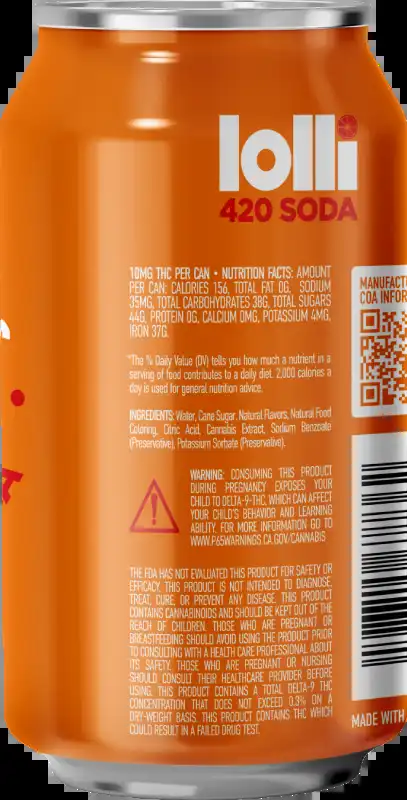 lolli
420 SODA
10MG THC PER CAN • NUTRITION FACTS: AMOUNT
PER CAN: CALORIES 156, TOTAL FAT 0G, SODIUM
35MG, TOTAL CARBOHYDRATES 38G, TOTAL SUGARS
44G, PROTEIN 0G, CALCIUM 0MG, POTASSIUM 4MG,
IRON 37G.
*The % Daily Value (DV) tells you how much a nutrient in a
serving of food contributes to a daily diet. 2,000 calories a
day is used for general nutrition advice.
INGREDIENTS: Water, Cane Sugar, Natural Flavors, Natural Food
Coloring, Citric Acid, Cannabis Extract, Sodium Benzoate
(Preservative), Potassium Sorbate (Preservative).
WARNING: CONSUMING THIS PRODUCT
DURING PREGNANCY EXPOSES YOUR
CHILD TO DELTA-9-THC, WHICH CAN AFFECT
YOUR CHILD'S BEHAVIOR AND LEARNING
ABILITY. FOR MORE INFORMATION GO TO
WWW.P65WARNINGS.CA.GOV/CANNABIS
THE FDA HAS NOT EVALUATED THIS PRODUCT FOR SAFETY OR
EFFICACY. THIS PRODUCT IS NOT INTENDED TO DIAGNOSE,
TREAT, CURE, OR PREVENT ANY DISEASE. THIS PRODUCT
CONTAINS CANNABINOIDS AND SHOULD BE KEPT OUT OF THE
REACH OF CHILDREN. THOSE WHO ARE PREGNANT OR
BREASTFEEDING SHOULD AVOID USING THE PRODUCT PRIOR
TO CONSULTING WITH A HEALTH CARE PROFESSIONAL ABOUT
ITS SAFETY. THOSE WHO ARE PREGNANT OR NURSING
SHOULD CONSULT THEIR HEALTHCARE PROVIDER BEFORE
USING. THIS PRODUCT CONTAINS A TOTAL DELTA-9 THC
CONCENTRATION THAT DOES NOT EXCEED 0.3% ON A
DRY-WEIGHT BASIS. THIS PRODUCT CONTAINS THC WHICH
COULD RESULT IN A FAILED DRUG TEST.
MANUFACT
COA INFOR
MADE WITH